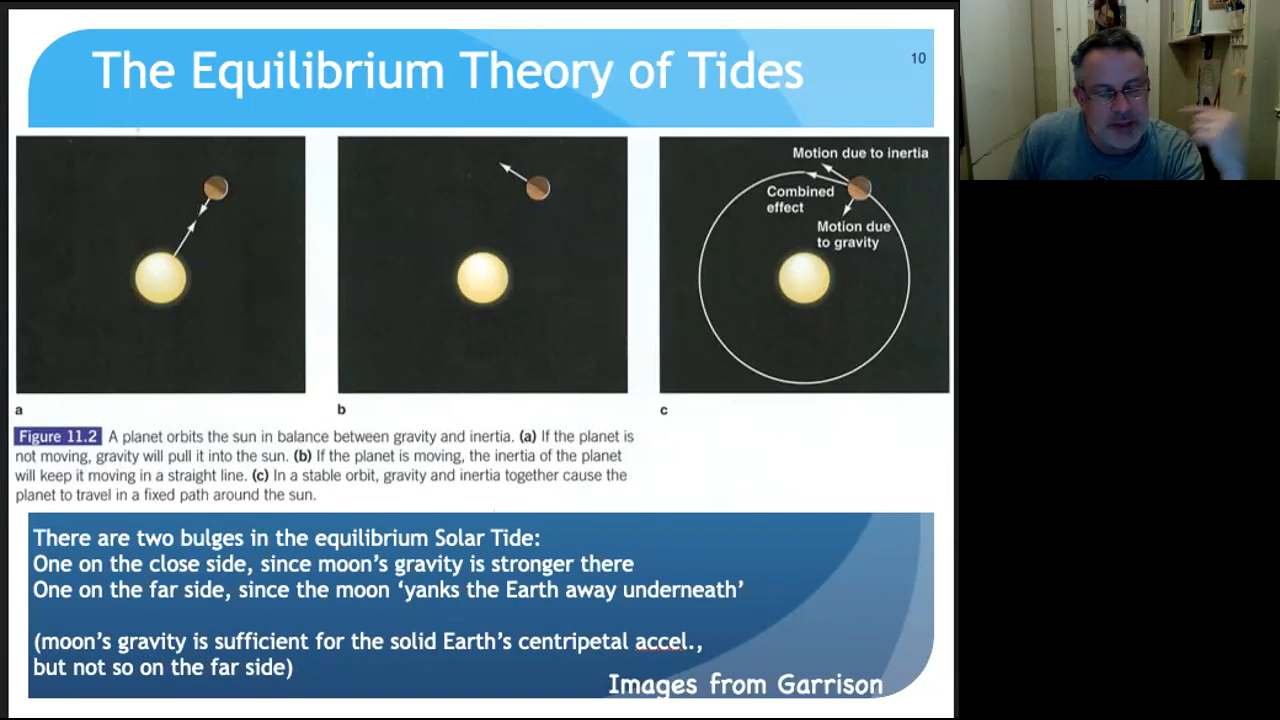 The Equilibrium Theory of Tides
10
Motion due to inertia
Combined
effect
Motion due
to gravity
a
b
c
Figure 11.2 A planet orbits the sun in balance between gravity and inertia. (a) If the planet is
not moving, gravity will pull it into the sun. (b) If the planet is moving, the inertia of the planet
will keep it moving in a straight line. (c) In a stable orbit, gravity and inertia together cause the
planet to travel in a fixed path around the sun.
There are two bulges in the equilibrium Solar Tide:
One on the close side, since moon's gravity is stronger there
One on the far side, since the moon 'yanks the Earth away underneath'
(moon's gravity is sufficient for the solid Earth's centripetal accel.,
but not so on the far side)
Images from Garrison